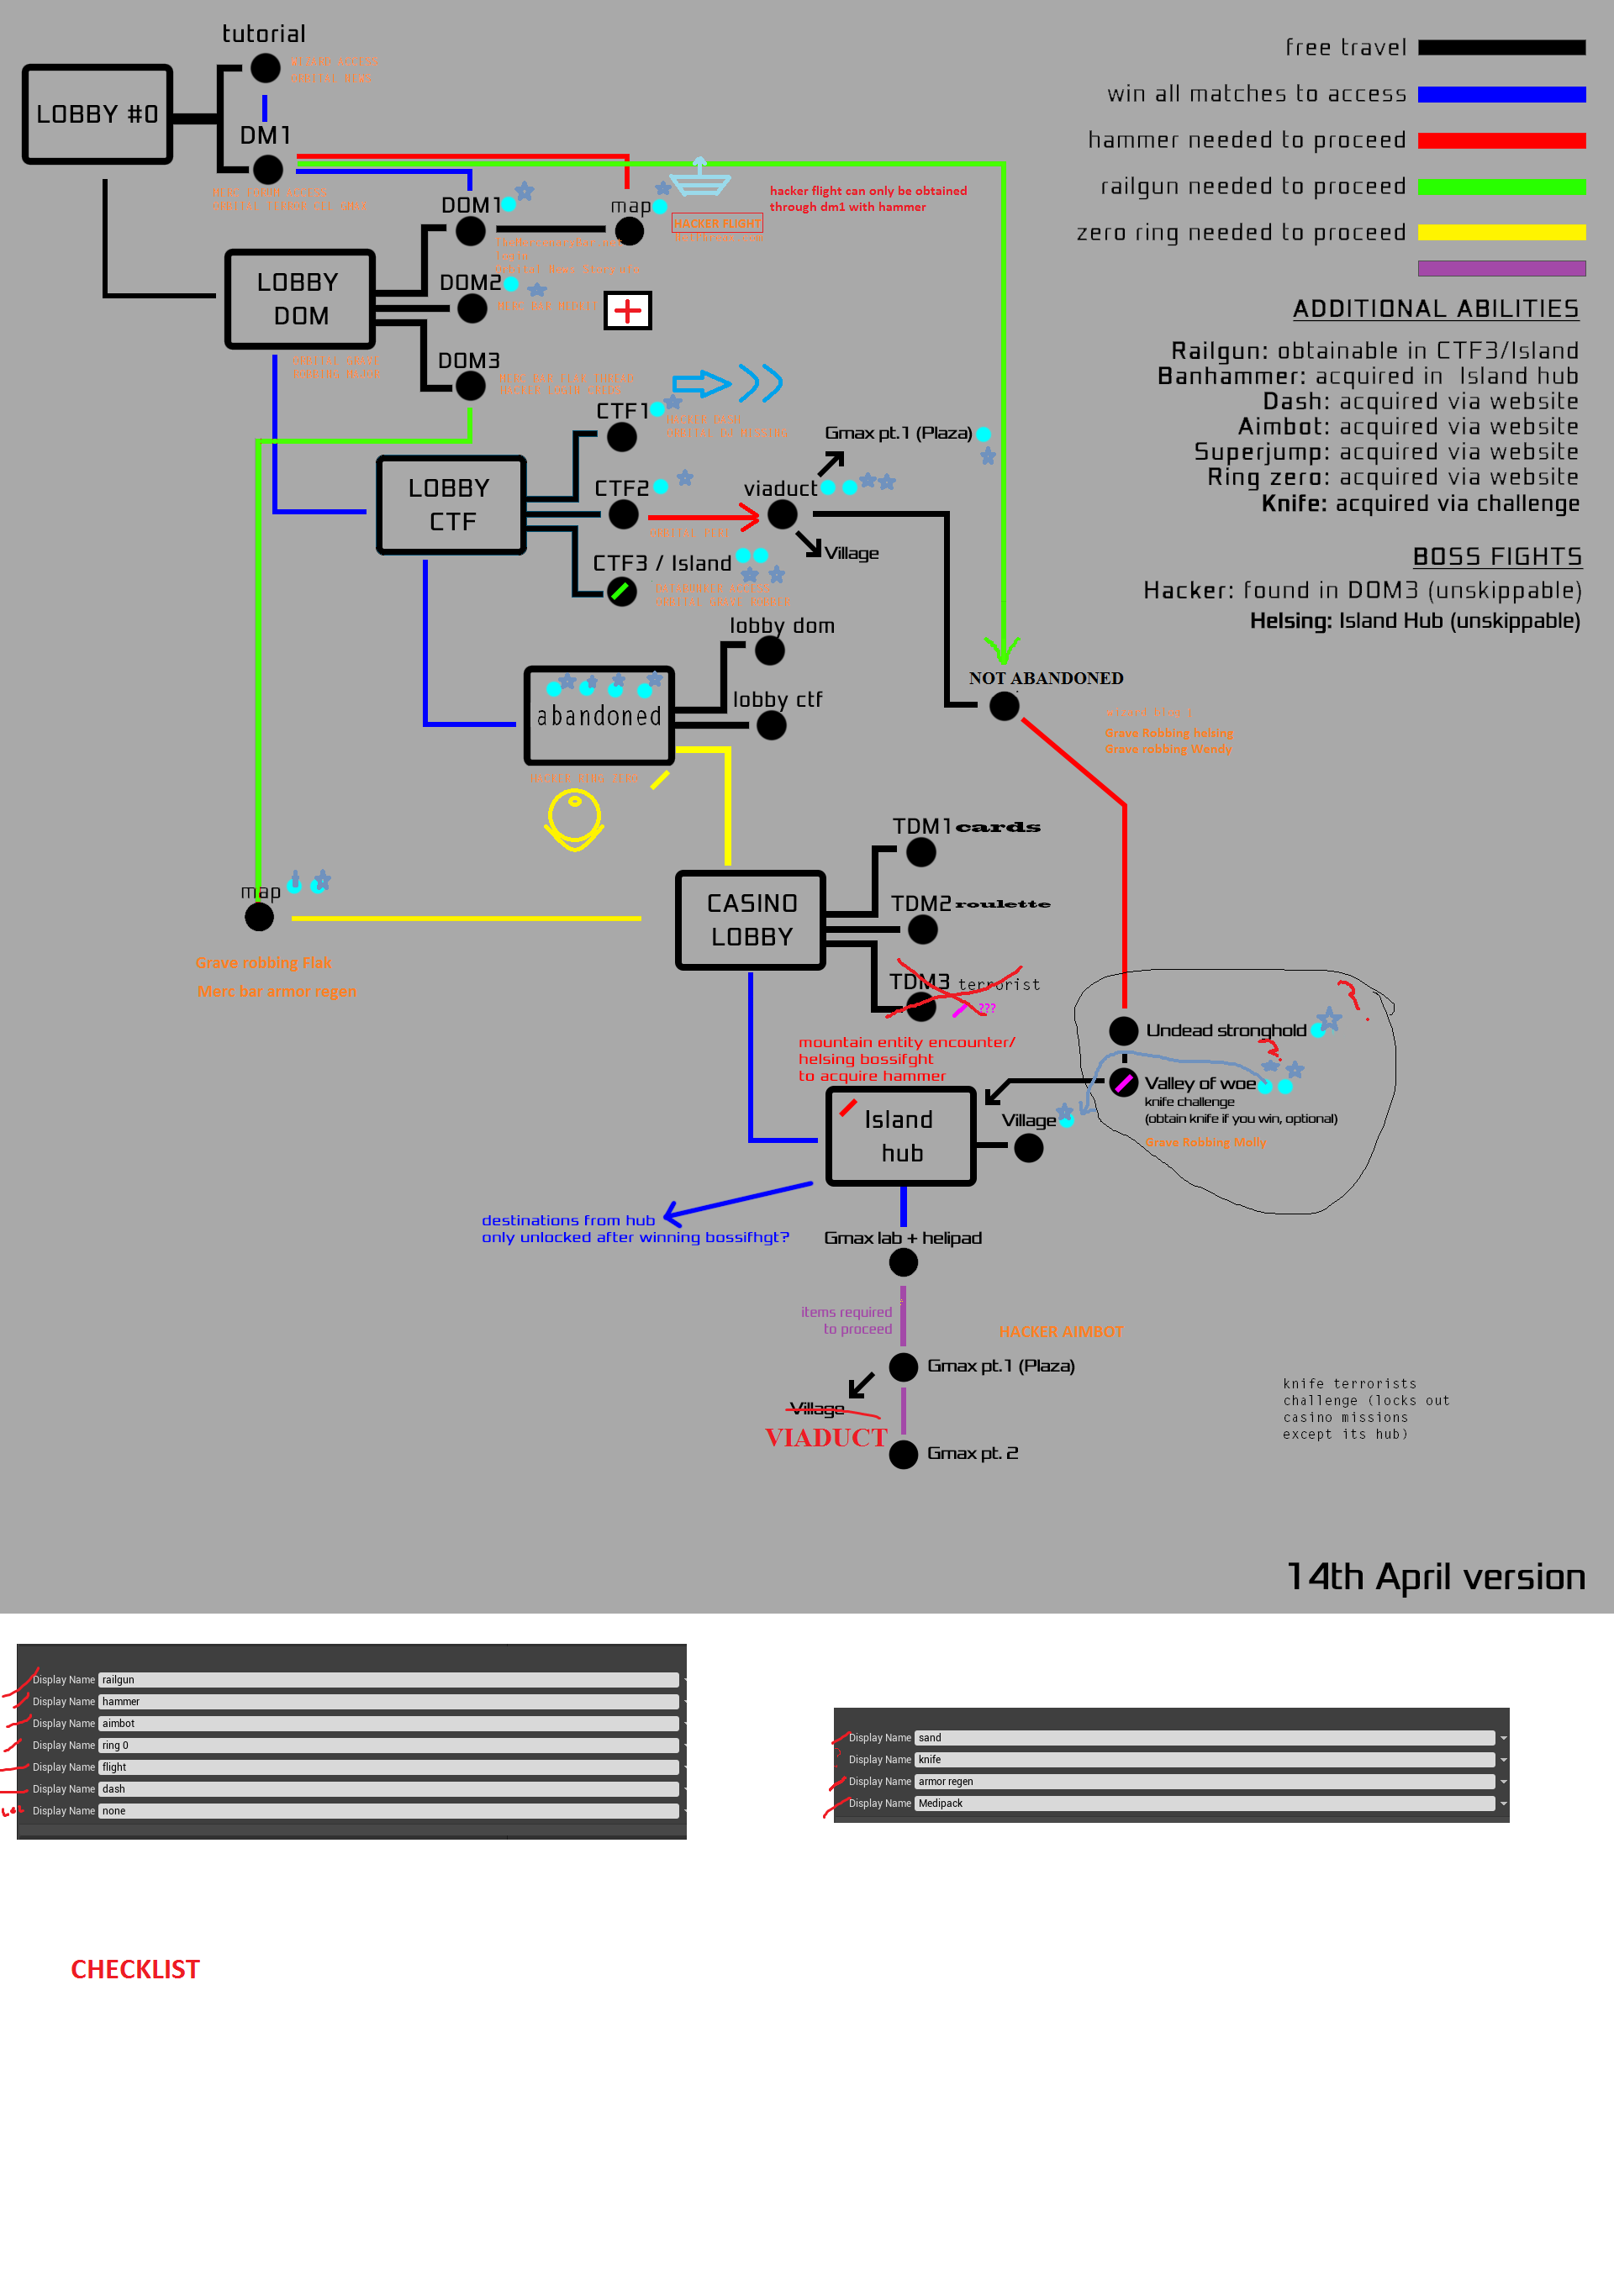 tutorial
LOBBY #0
DM1
free travel
win all matches to access
hammer needed to proceed
railgun needed to proceed
zero ring needed to proceed
DOM1
map
HACKER FLIGHT
hacker flight can only be obtained
through dm1 with hammer
LOBBY
DOM
DOM2
DOM3
ADDITIONAL ABILITIES
Railgun: obtainable in CTF3/Island
Banhammer: acquired in Island hub
Dash: acquired via website
Aimbot: acquired via website
Superjump: acquired via website
Ring zero: acquired via website
Knife: acquired via challenge
BOSS FIGHTS
Hacker: found in DOM3 (unskippable)
Helsing: Island Hub (unskippable)
CTF1
LOBBY
CTF
CTF2
viaduct
Gmax pt.1 (Plaza)
Village
CTF3 / Island
lobby dom
abandoned
lobby ctf
NOT ABANDONED
Grave Robbing helsing
Grave robbing Wendy
TDM1 cards
CASINO
LOBBY
TDM2 roulette
TDM3 terrorist
???
map
Grave robbing Flak
Merc bar armor regen
mountain entity encounter/
helsing bossifght
to acquire hammer
Undead stronghold
Valley of woe
knife challenge
(obtain knife if you win, optional)
Grave Robbing Molly
Island
hub
Village
destinations from hub
only unlocked after winning bossifhgt?
Gmax lab + helipad
items required
to proceed
HACKER AIMBOT
Gmax pt.1 (Plaza)
Village
VIADUCT
Gmax pt. 2
knife terrorists
challenge (locks out
casino missions
except its hub)
14th April version
Display Name railgun
Display Name hammer
Display Name aimbot
Display Name ring 0
Display Name flight
Display Name dash
Display Name none
Display Name sand
Display Name knife
Display Name armor regen
Display Name Medipack
CHECKLIST